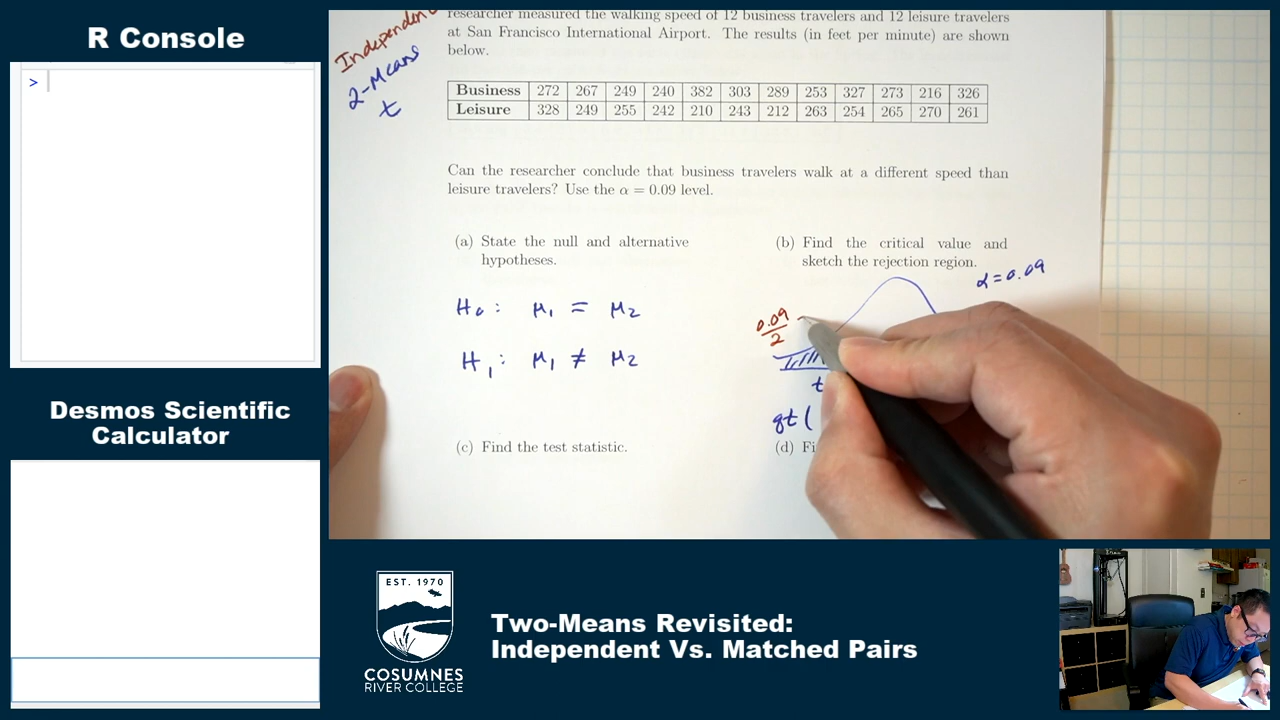 R Console
>
Desmos Scientific
Calculator
Independen
2-Means
t
researcher measured the walking speed of 12 business travelers and 12 leisure travelers
at San Francisco International Airport. The results (in feet per minute) are shown
below.
Business 272 267 249 240 382 303 289 253 327 273 216 326
Leisure 328 249 255 242 210 243 212 263 254 265 270 261
Can the researcher conclude that business travelers walk at a different speed than
leisure travelers? Use the α = 0.09 level.
(a) State the null and alternative
hypotheses.
H₀: μ₁ = μ₂
H₁: μ₁ ≠ μ₂
(b) Find the critical value and
sketch the rejection region.
α = 0.09
0.09
2
t
qt(
(c) Find the test statistic.
(d) Fi
EST. 1970
COSUMNES
RIVER COLLEGE
Two-Means Revisited:
Independent Vs. Matched Pairs